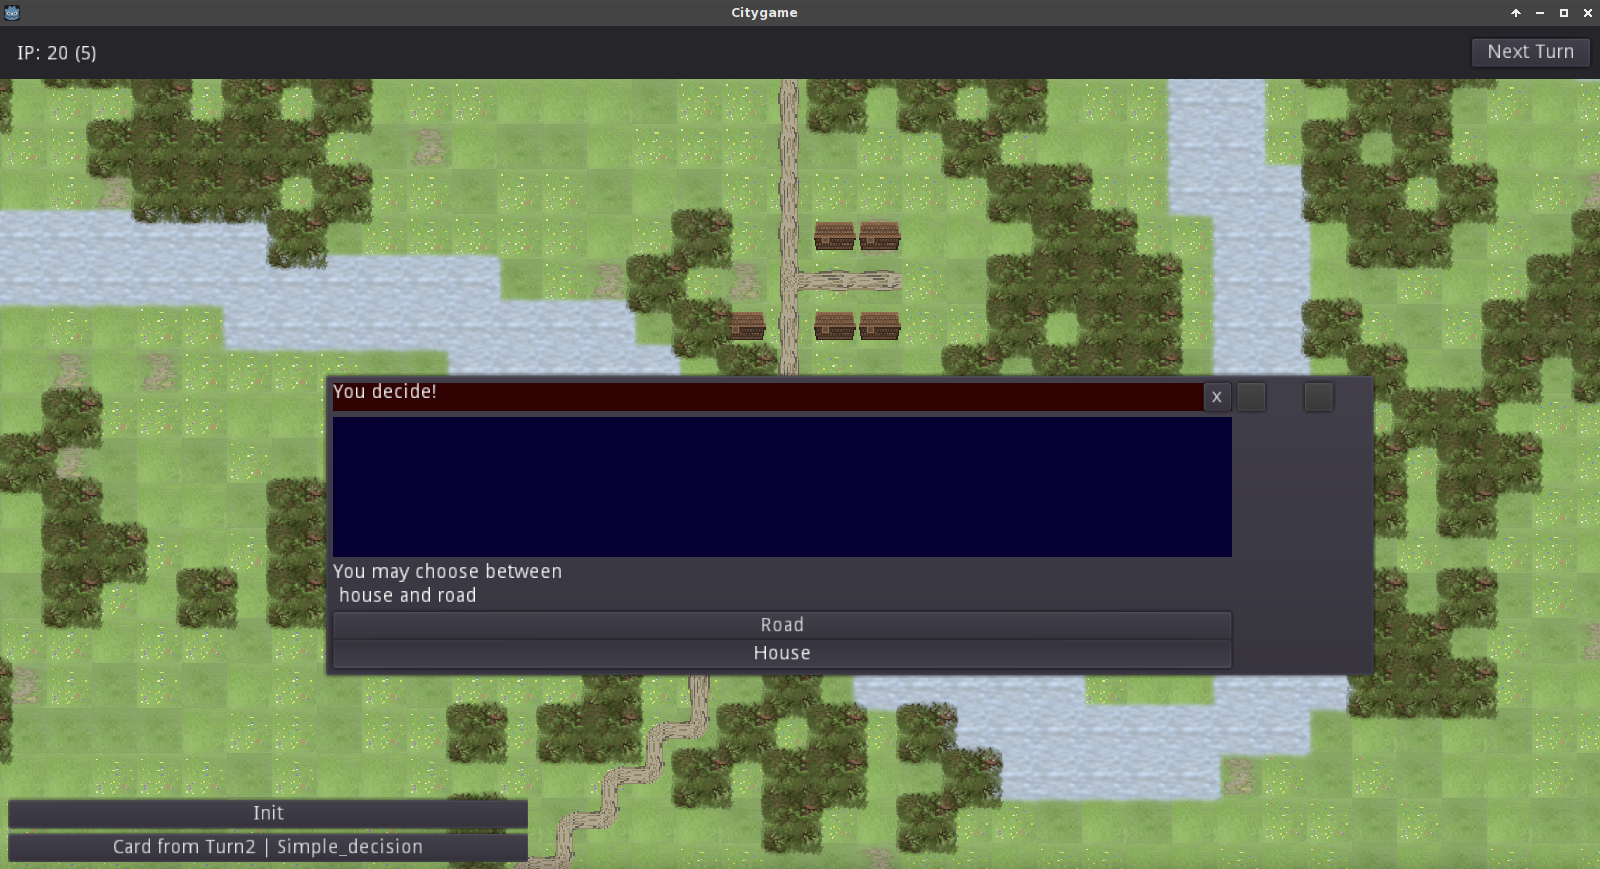 Citygame
IP: 20 (5)
Next Turn
You decide!
X
You may choose between
house and road
Road
House
Init
Card from Turn2 | Simple_decision